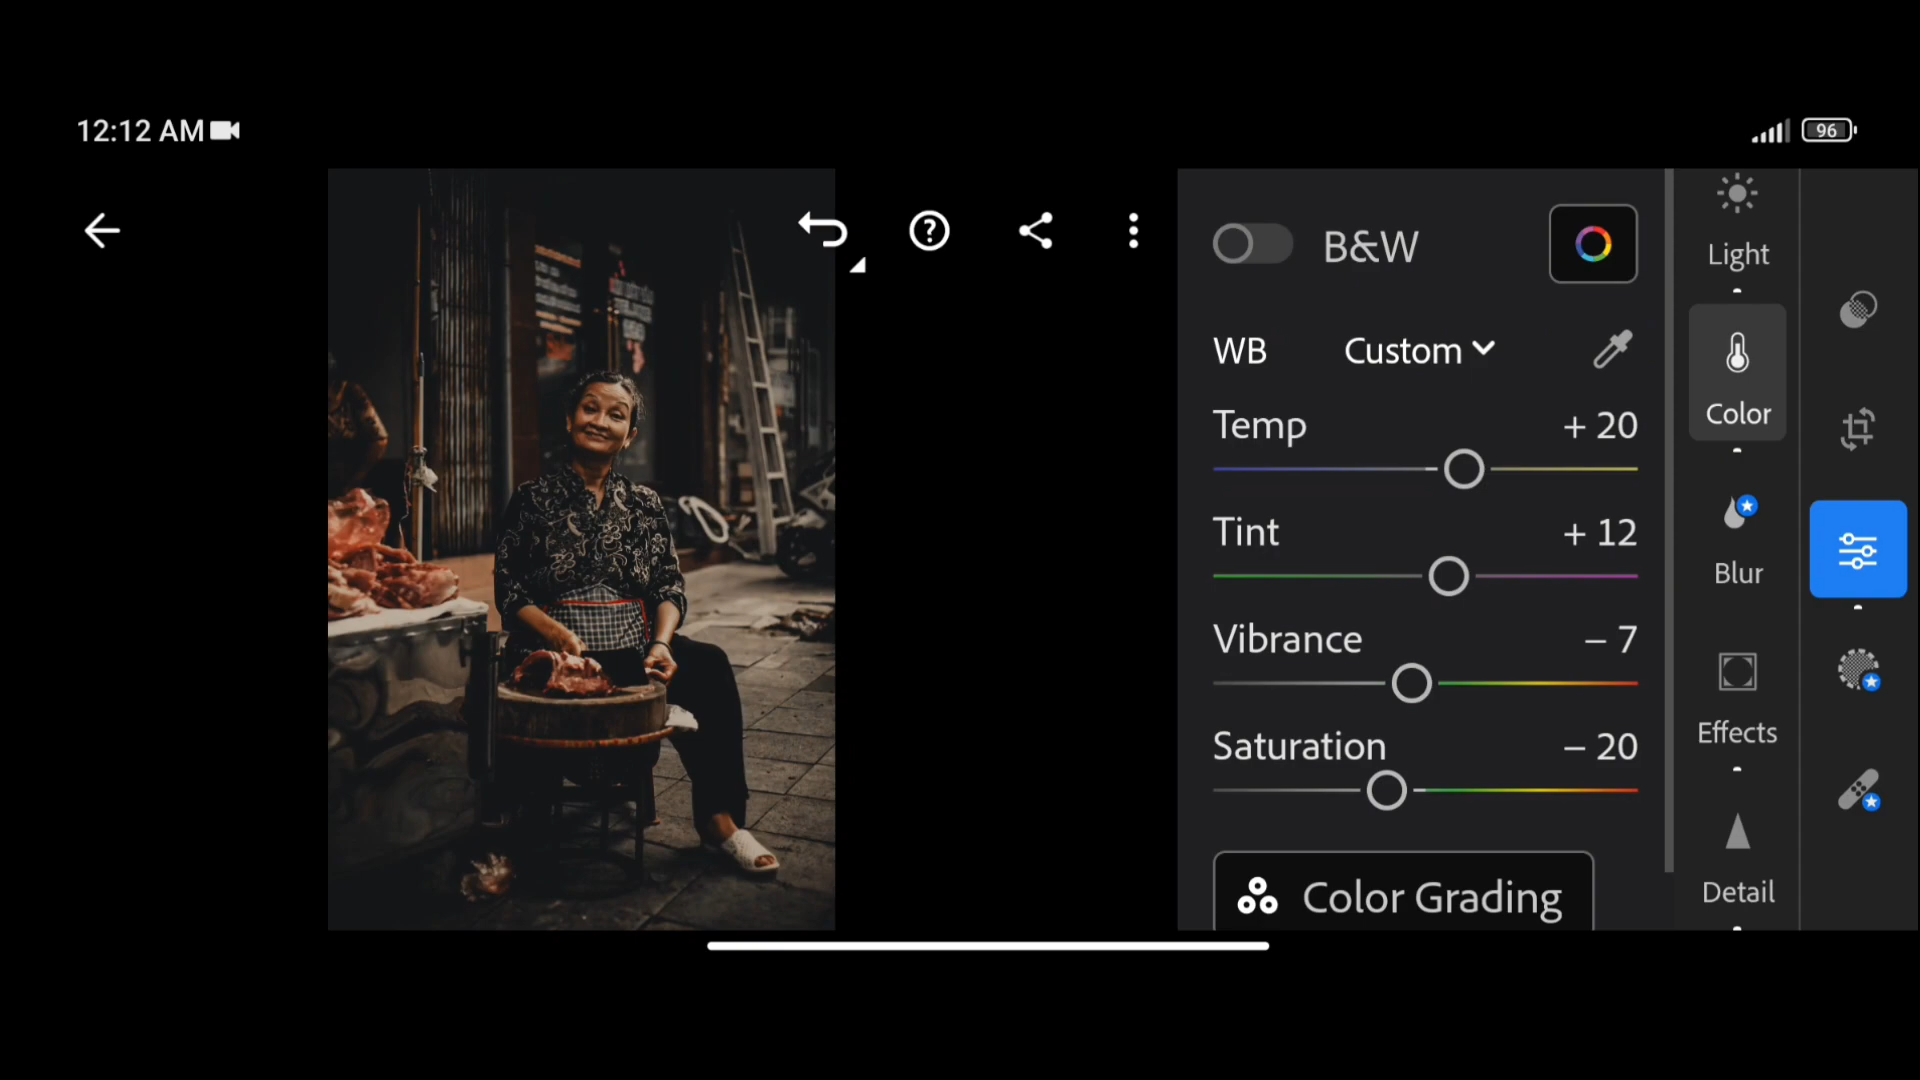 12:12 AM
96
B&W
WB Custom
Temp + 20
Tint + 12
Vibrance – 7
Saturation – 20
Color Grading
Light
Color
Blur
Effects
Detail